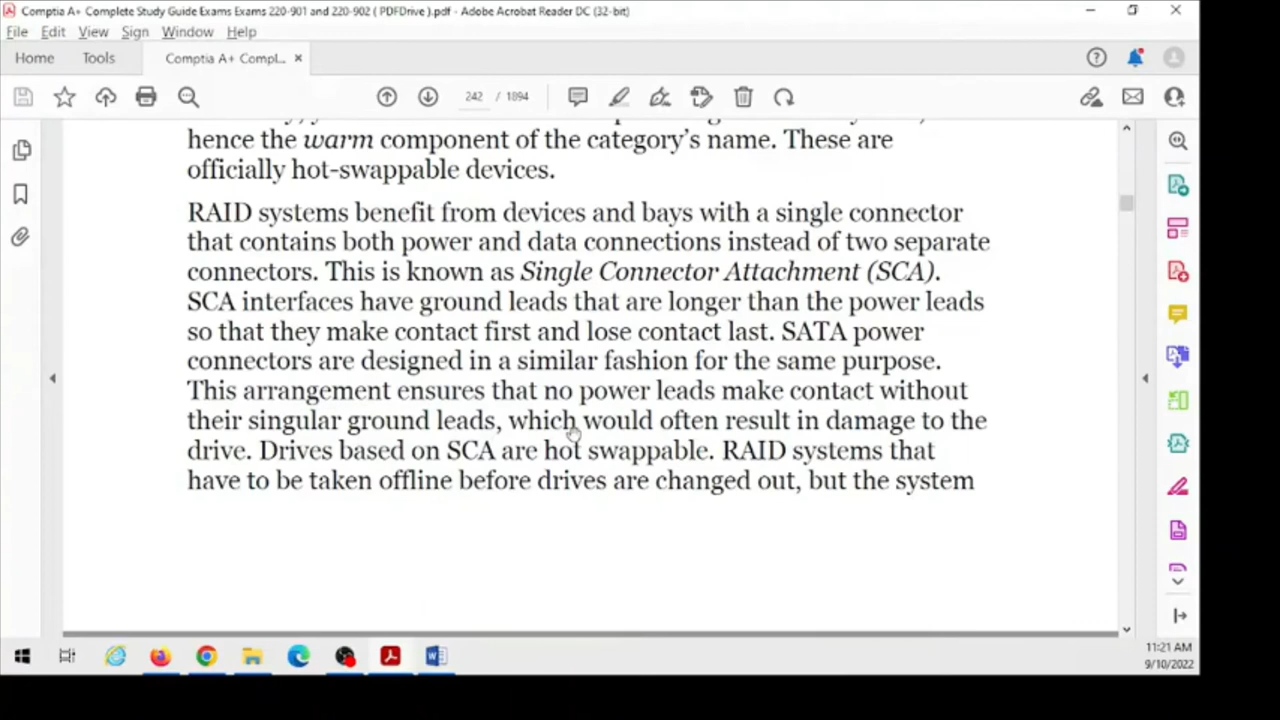 Comptia A+ Complete Study Guide Exams Exams 220-901 and 220-902 ( PDFDrive ).pdf - Adobe Acrobat Reader DC (32-bit)
File Edit View Sign Window Help
Home Tools Comptia A+ Compl... ×
242 / 1894
hence the warm component of the category's name. These are
officially hot-swappable devices.
RAID systems benefit from devices and bays with a single connector
that contains both power and data connections instead of two separate
connectors. This is known as Single Connector Attachment (SCA).
SCA interfaces have ground leads that are longer than the power leads
so that they make contact first and lose contact last. SATA power
connectors are designed in a similar fashion for the same purpose.
This arrangement ensures that no power leads make contact without
their singular ground leads, which would often result in damage to the
drive. Drives based on SCA are hot swappable. RAID systems that
have to be taken offline before drives are changed out, but the system
11:21 AM
9/10/2022